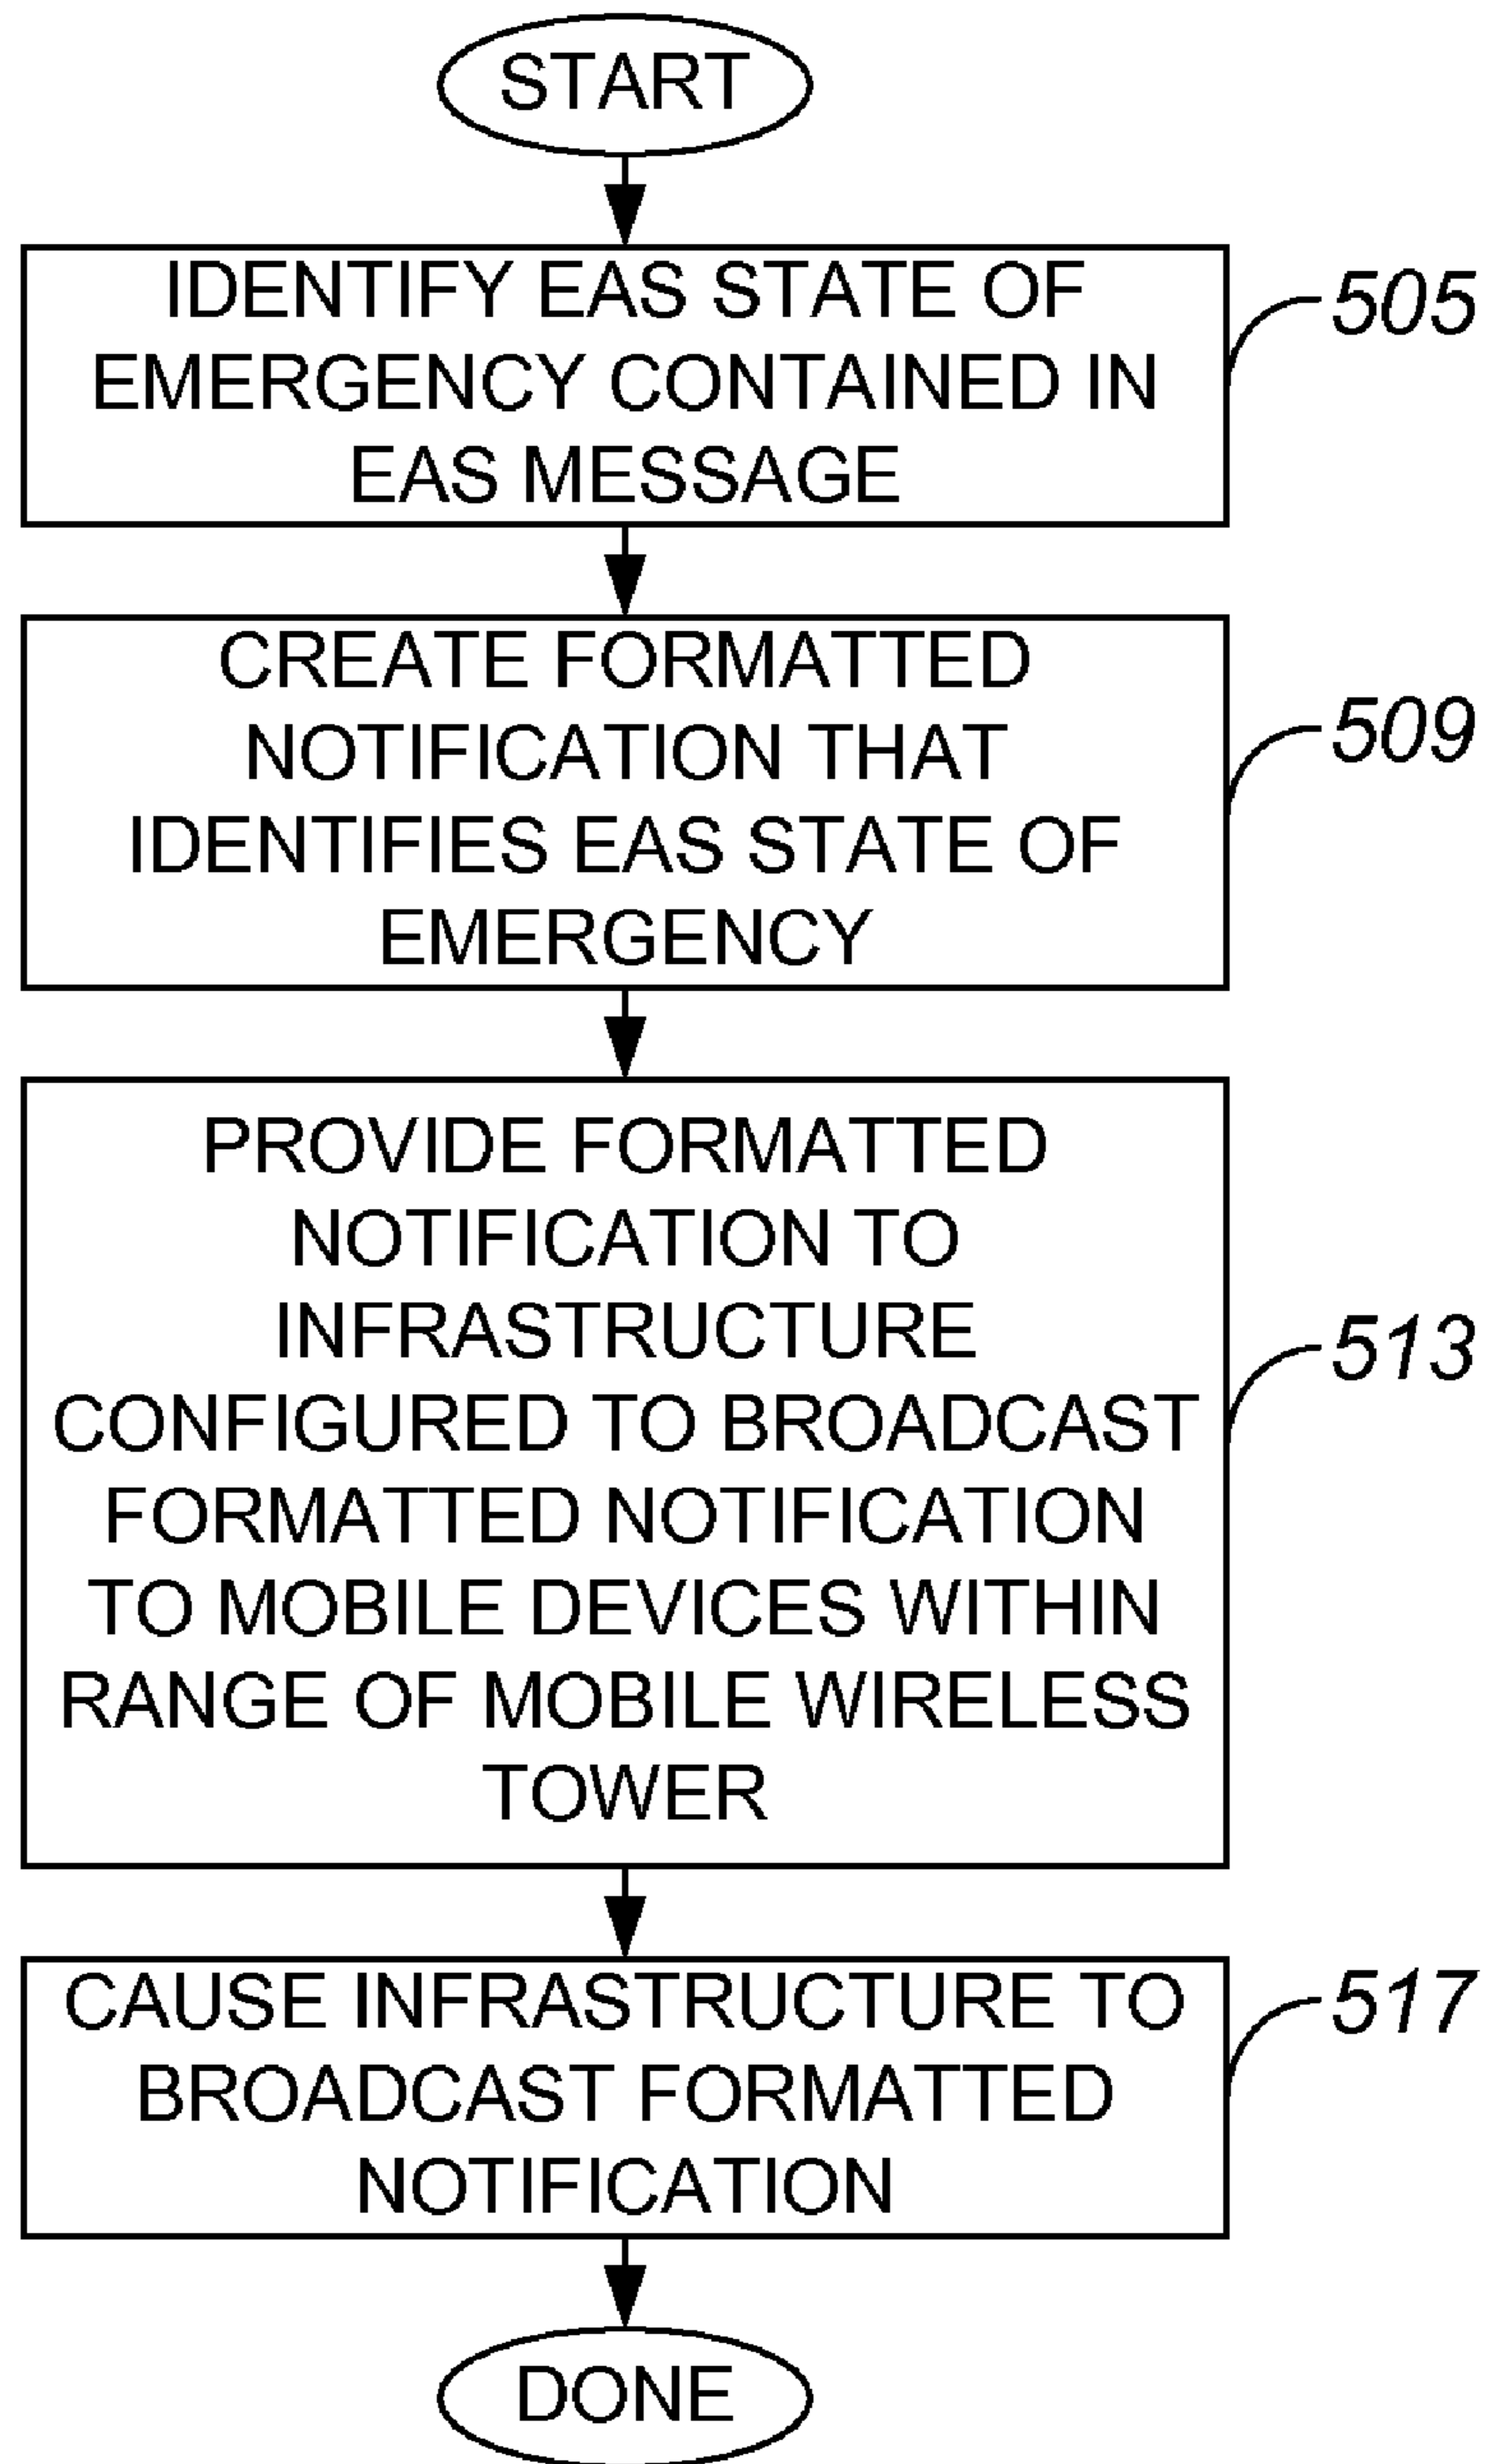 START
IDENTIFY EAS STATE OF
EMERGENCY CONTAINED IN
EAS MESSAGE
505
CREATE FORMATTED
NOTIFICATION THAT
IDENTIFIES EAS STATE OF
EMERGENCY
509
PROVIDE FORMATTED
NOTIFICATION TO
INFRASTRUCTURE
CONFIGURED TO BROADCAST
FORMATTED NOTIFICATION
TO MOBILE DEVICES WITHIN
RANGE OF MOBILE WIRELESS
TOWER
513
CAUSE INFRASTRUCTURE TO
BROADCAST FORMATTED
NOTIFICATION
517
DONE